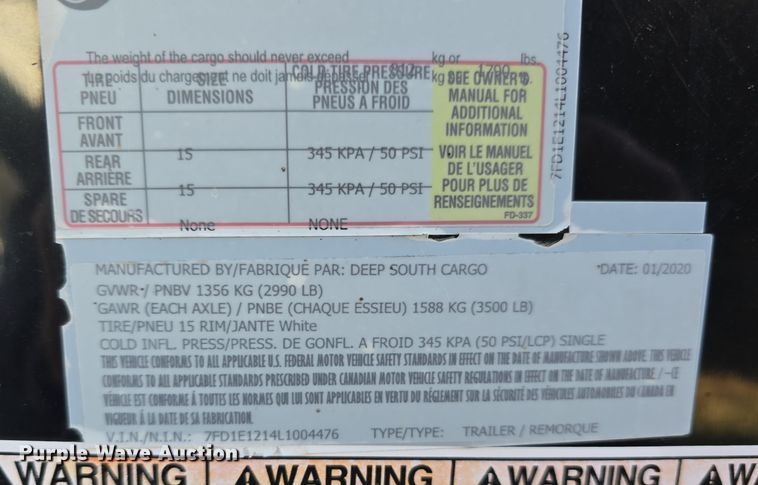 The weight of the cargo should never exceed kg or 1790 lbs.
Le poids du chargement ne doit jamais dépasser kg ou lb.
TIRE PNEU SIZE DIMENSIONS COLD TIRE PRESSURE PRESSION DES PNEUS A FROID
FRONT AVANT 15 345 KPA / 50 PSI
REAR ARRIÈRE 15 345 KPA / 50 PSI
SPARE DE SECOURS None NONE
SEE OWNER'S
MANUAL FOR
ADDITIONAL
INFORMATION
VOIR LE MANUEL
DE L'USAGER
POUR PLUS DE
RENSEIGNEMENTS
FD-337
7FD1E1214L1004476
MANUFACTURED BY/FABRIQUE PAR: DEEP SOUTH CARGO DATE: 01/2020
GVWR / PNBV 1356 KG (2990 LB)
GAWR (EACH AXLE) / PNBE (CHAQUE ESSIEU) 1588 KG (3500 LB)
TIRE/PNEU 15 RIM/JANTE White
COLD INFL. PRESS/PRESS. DE GONFL. A FROID 345 KPA (50 PSI/LCP) SINGLE
THIS VEHICLE CONFORMS TO ALL APPLICABLE U.S. FEDERAL MOTOR VEHICLE SAFETY STANDARDS IN EFFECT ON THE DATE OF MANUFACTURE SHOWN ABOVE. THIS VEHICLE
CONFORMS TO ALL APPLICABLE STANDARDS PRESCRIBED UNDER CANADIAN MOTOR VEHICLE SAFETY REGULATIONS IN EFFECT ON THE DATE OF MANUFACTURE. / -CE
VÉHICLE EST CONFORME À TOUTES LES NORMES QUI LUI SONT APPLICABLES EN VERTU DU RÉGLEMENT SUR LA SÉCURITÉ DES VÉHICULES AUTOMOBILES DU CANADA EN
VIGUEUR À LA DATE DE SA FABRICATION.
V.I.N./N.I.N.: 7FD1E1214L1004476 TYPE/TYPE: TRAILER / REMORQUE
Purple Wave Auction
WARNING WARNING WARNING W